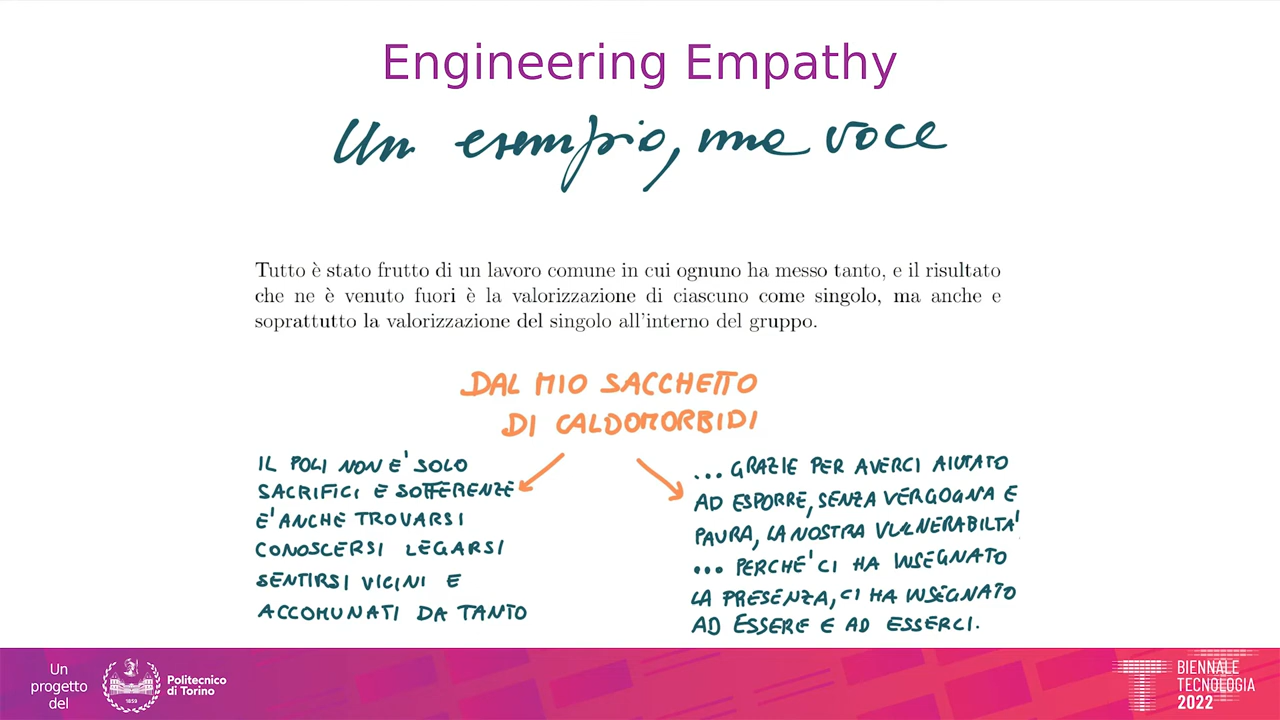 Engineering Empathy
Un esempio, una voce
Tutto è stato frutto di un lavoro comune in cui ognuno ha messo tanto, e il risultato
che ne è venuto fuori è la valorizzazione di ciascuno come singolo, ma anche e
soprattutto la valorizzazione del singolo all'interno del gruppo.
DAL MIO SACCHETTO
DI CALDOMORBIDI
IL POLI NON E' SOLO
SACRIFICI E SOFFERENZE
E' ANCHE TROVARSI
CONOSCERSI LEGARSI
SENTIRSI VICINI E
ACCOMUNATI DA TANTO
... GRAZIE PER AVERCI AIUTATO
AD ESPORRE, SENZA VERGOGNA E
PAURA, LA NOSTRA VULNERABILTA'
... PERCHE' CI HA INSEGNATO
LA PRESENZA, CI HA INSEGNATO
AD ESSERE E AD ESSERCI.
Un
progetto
del
1859
Politecnico
di Torino
T
BIENNALE
TECNOLOGIA
2022